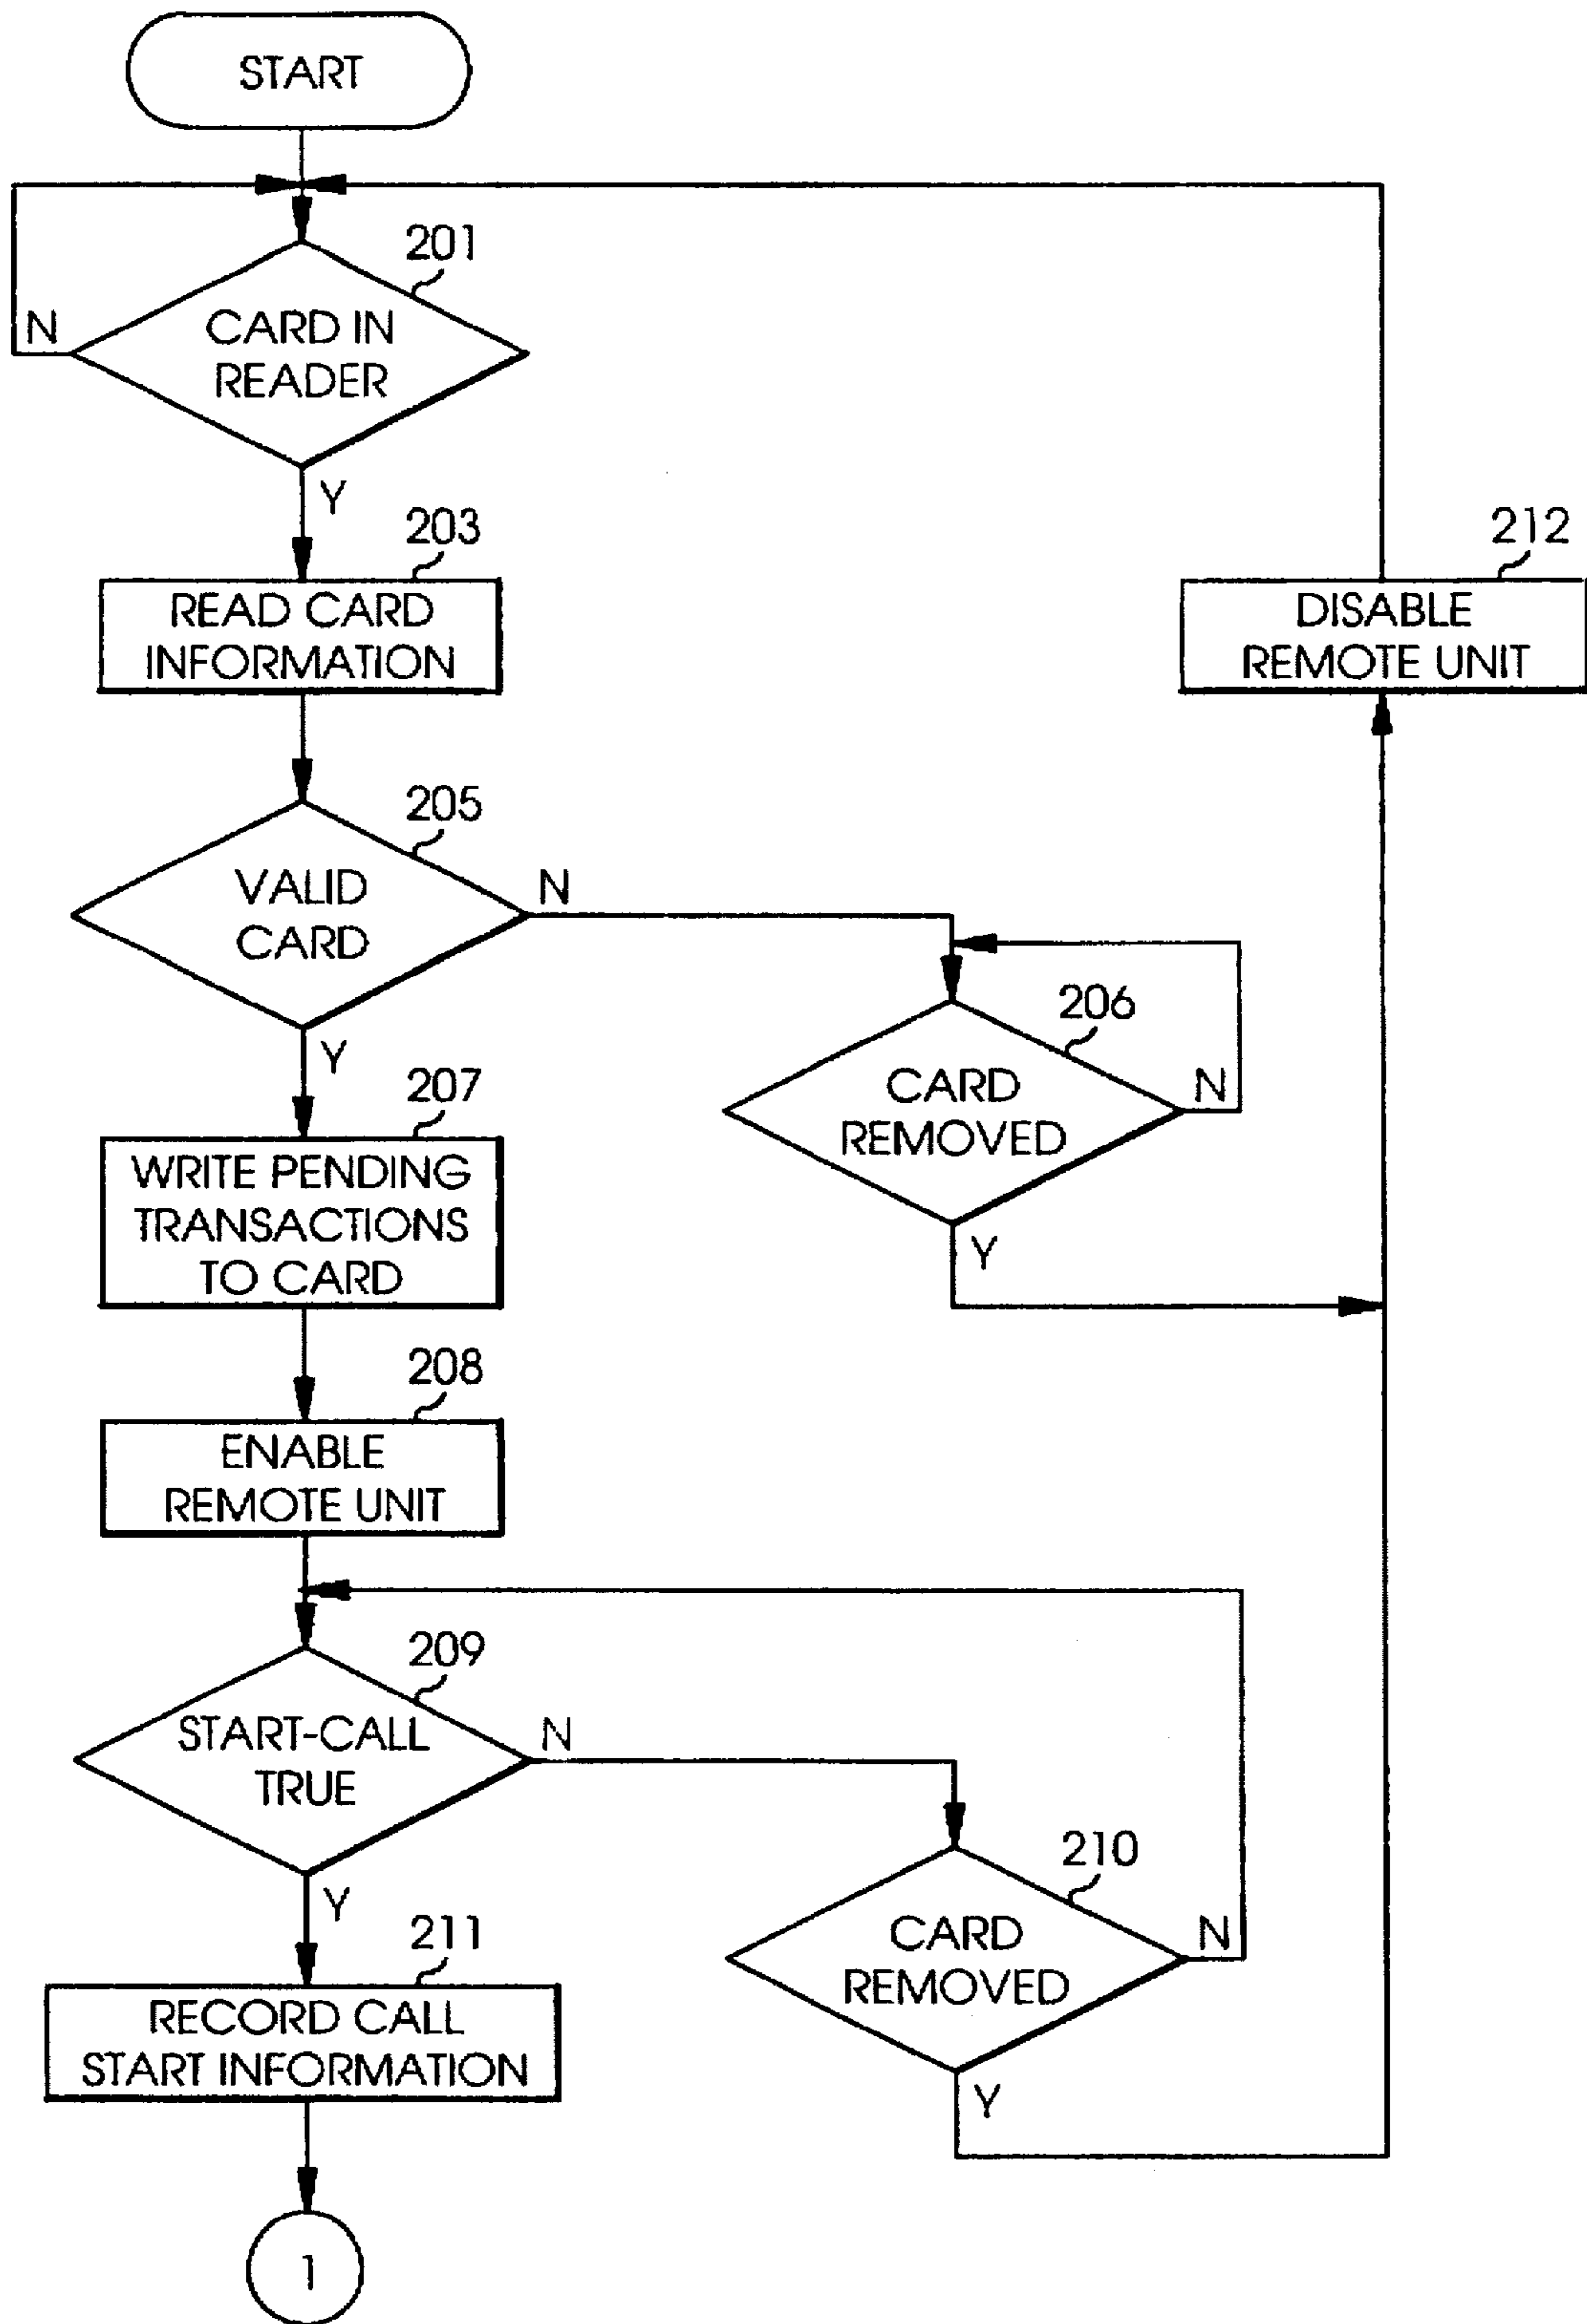 START
201
N
CARD IN
READER
Y
203
READ CARD
INFORMATION
212
DISABLE
REMOTE UNIT
205
VALID
CARD
N
Y
206
CARD
REMOVED
N
Y
207
WRITE PENDING
TRANSACTIONS
TO CARD
208
ENABLE
REMOTE UNIT
209
START-CALL
TRUE
N
Y
210
CARD
REMOVED
N
Y
211
RECORD CALL
START INFORMATION
1